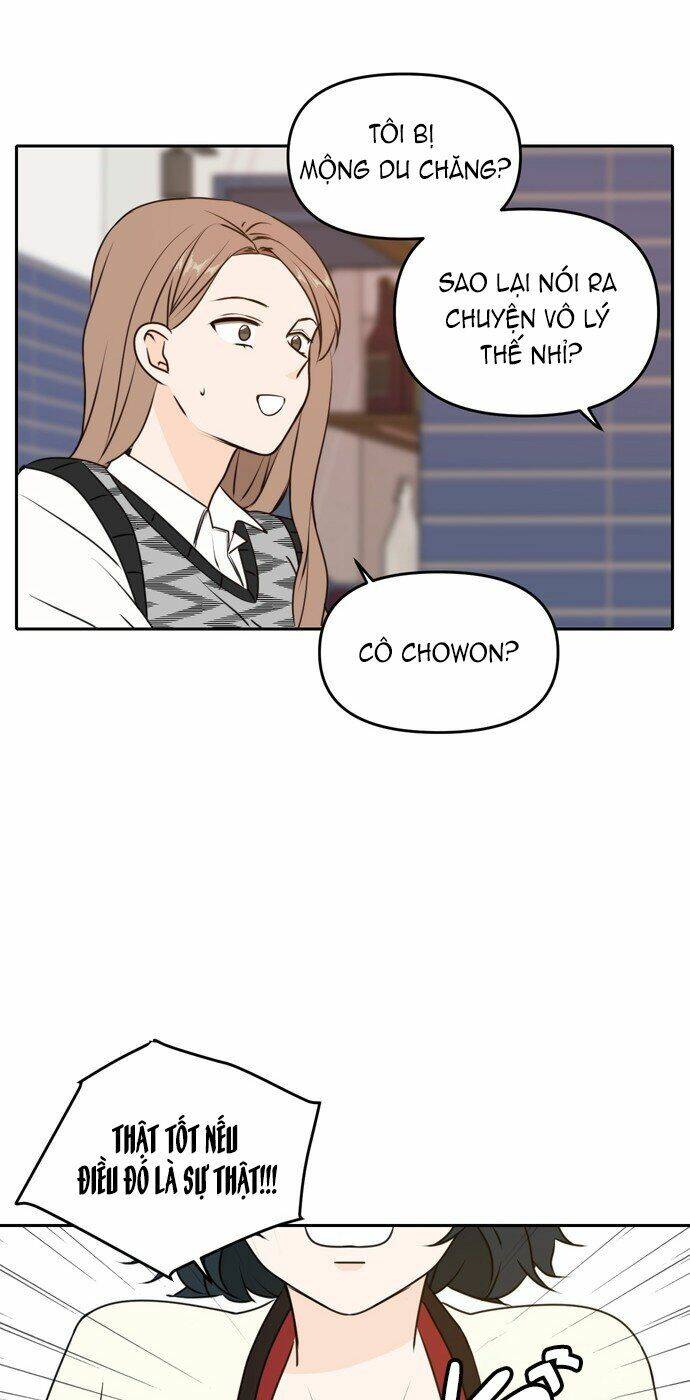 TÔI BỊ
MỘNG DU CHĂNG?
SAO LẠI NÓI RA
CHUYỆN VÔ LÝ
THẾ NHỈ?
CÔ CHOWON?
THẬT TỐT NẾU
ĐIỀU ĐÓ LÀ SỰ THẬT!!!